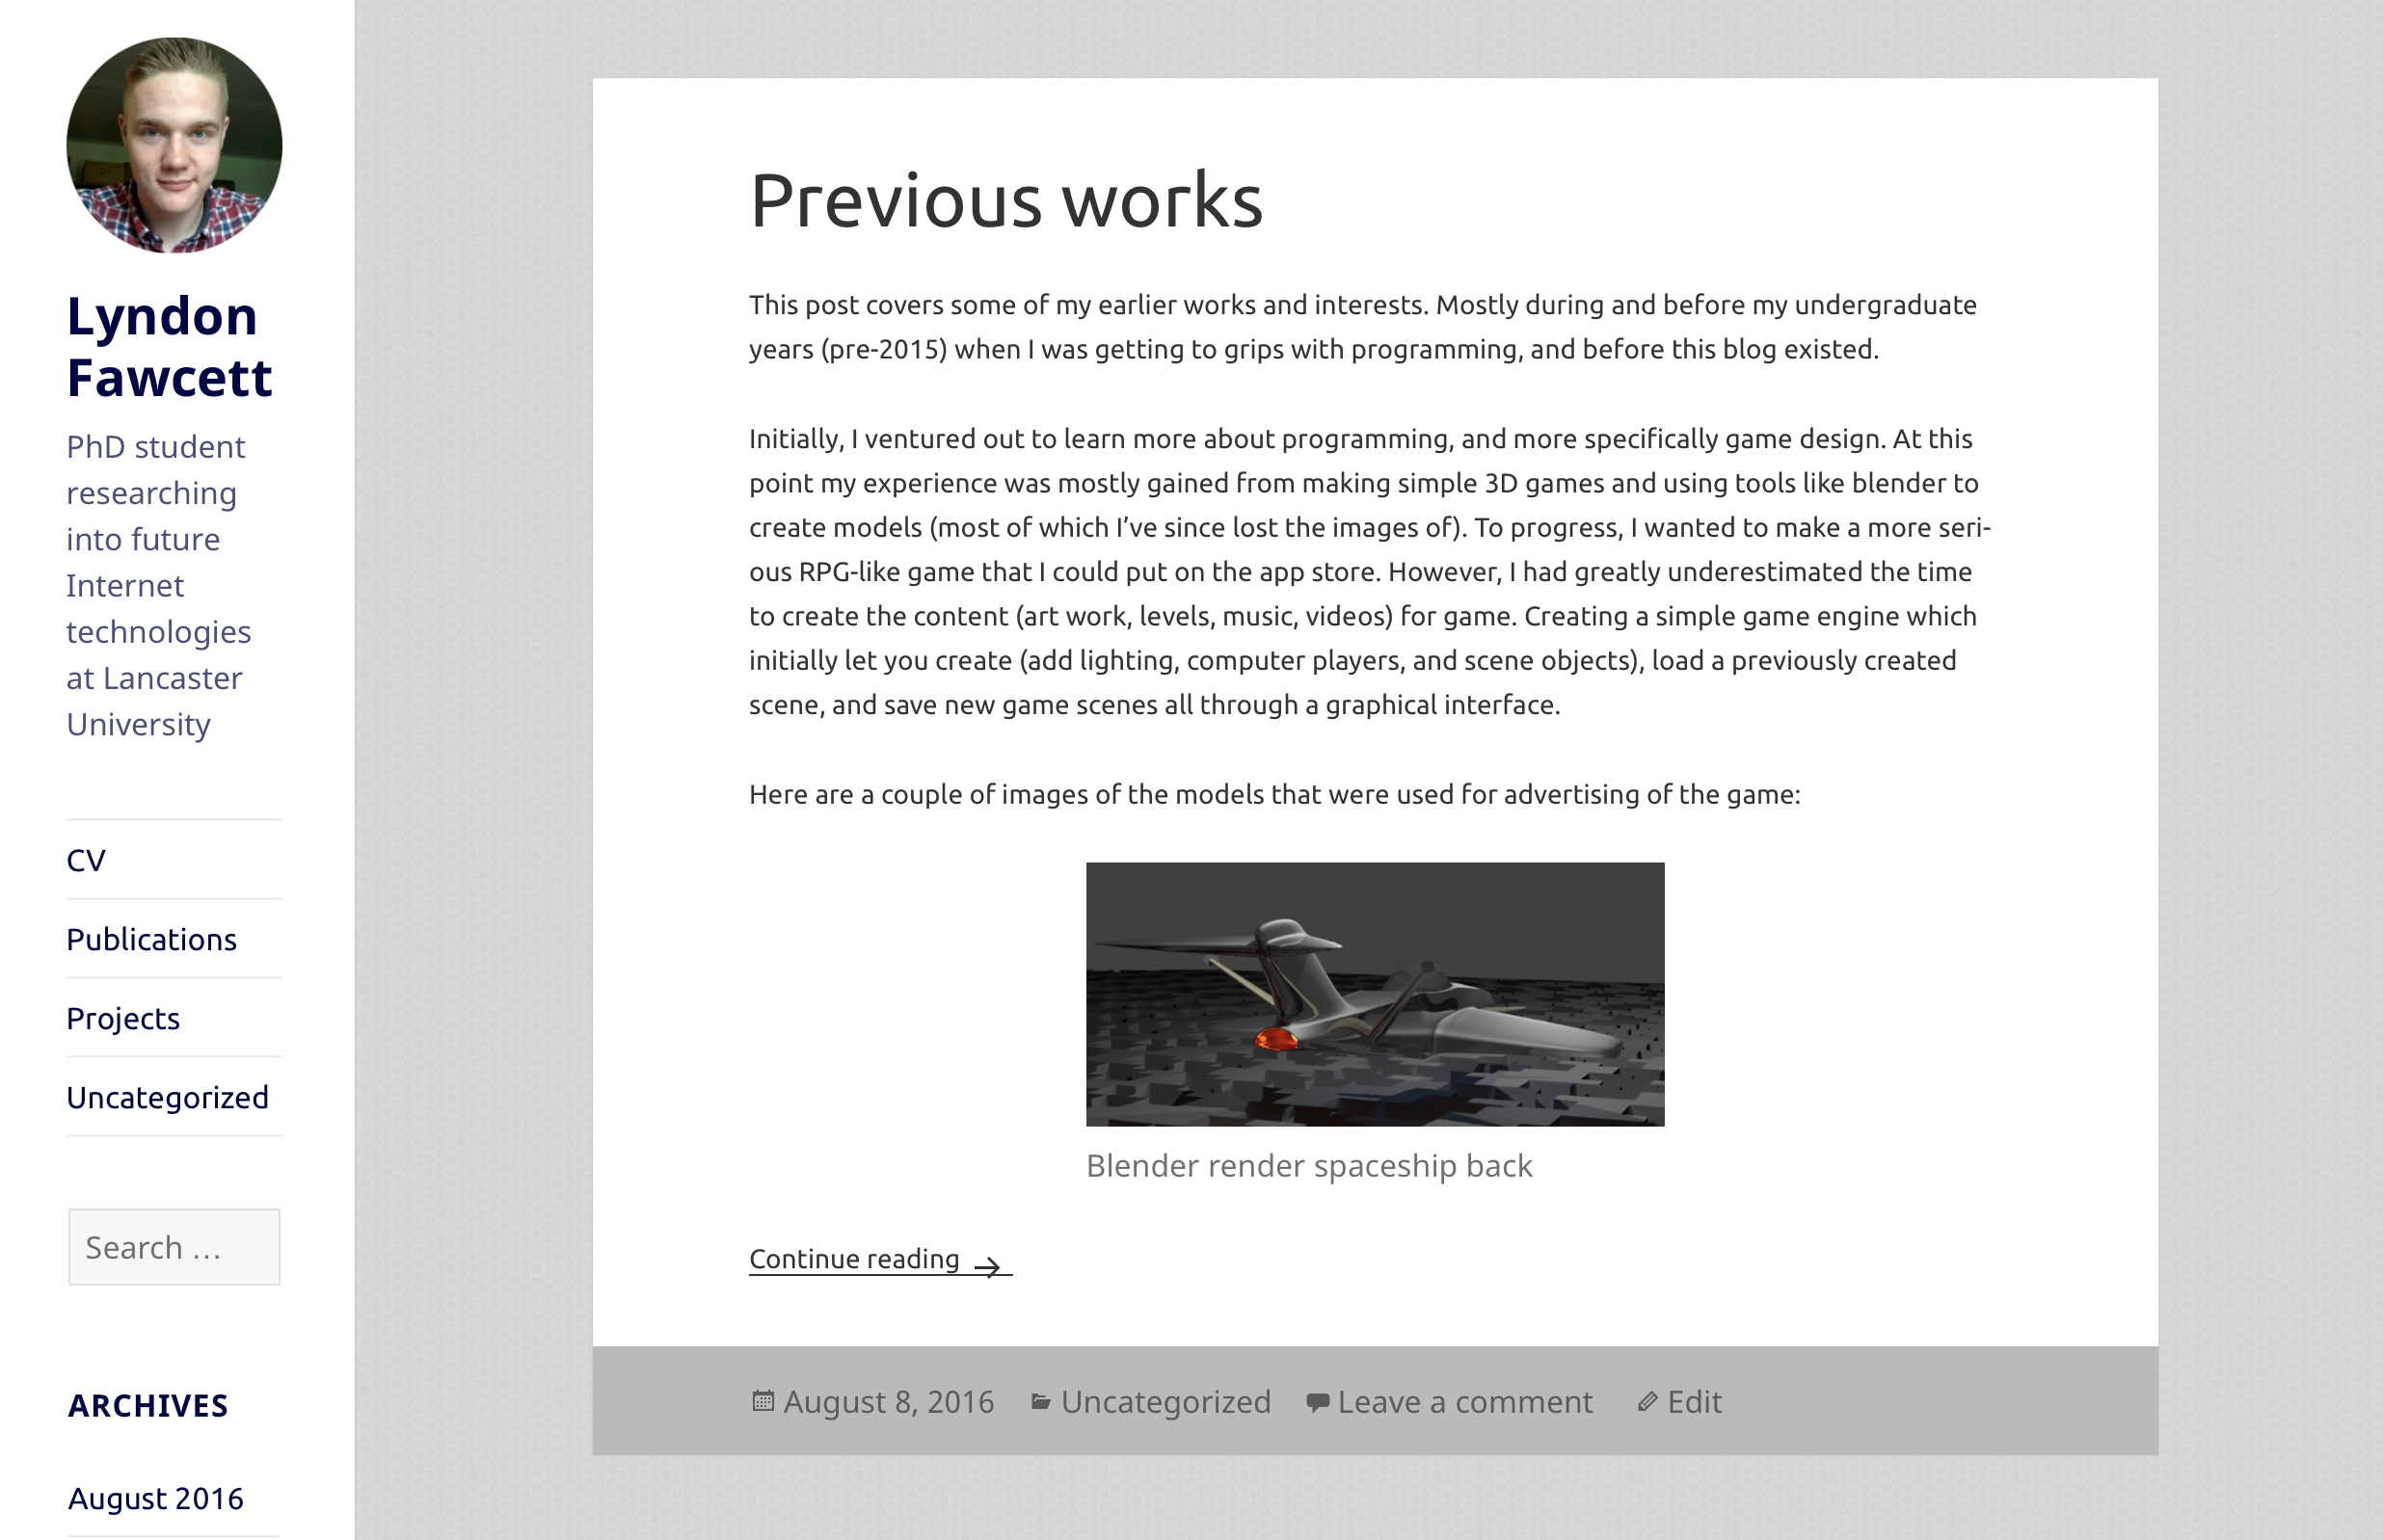 Lyndon
Fawcett
PhD student
researching
into future
Internet
technologies
at Lancaster
University
CV
Publications
Projects
Uncategorized
Search …
ARCHIVES
August 2016
Previous works
This post covers some of my earlier works and interests. Mostly during and before my undergraduate
years (pre-2015) when I was getting to grips with programming, and before this blog existed.
Initially, I ventured out to learn more about programming, and more specifically game design. At this
point my experience was mostly gained from making simple 3D games and using tools like blender to
create models (most of which I’ve since lost the images of). To progress, I wanted to make a more seri-
ous RPG-like game that I could put on the app store. However, I had greatly underestimated the time
to create the content (art work, levels, music, videos) for game. Creating a simple game engine which
initially let you create (add lighting, computer players, and scene objects), load a previously created
scene, and save new game scenes all through a graphical interface.
Here are a couple of images of the models that were used for advertising of the game:
Blender render spaceship back
Continue reading →
August 8, 2016 Uncategorized Leave a comment Edit